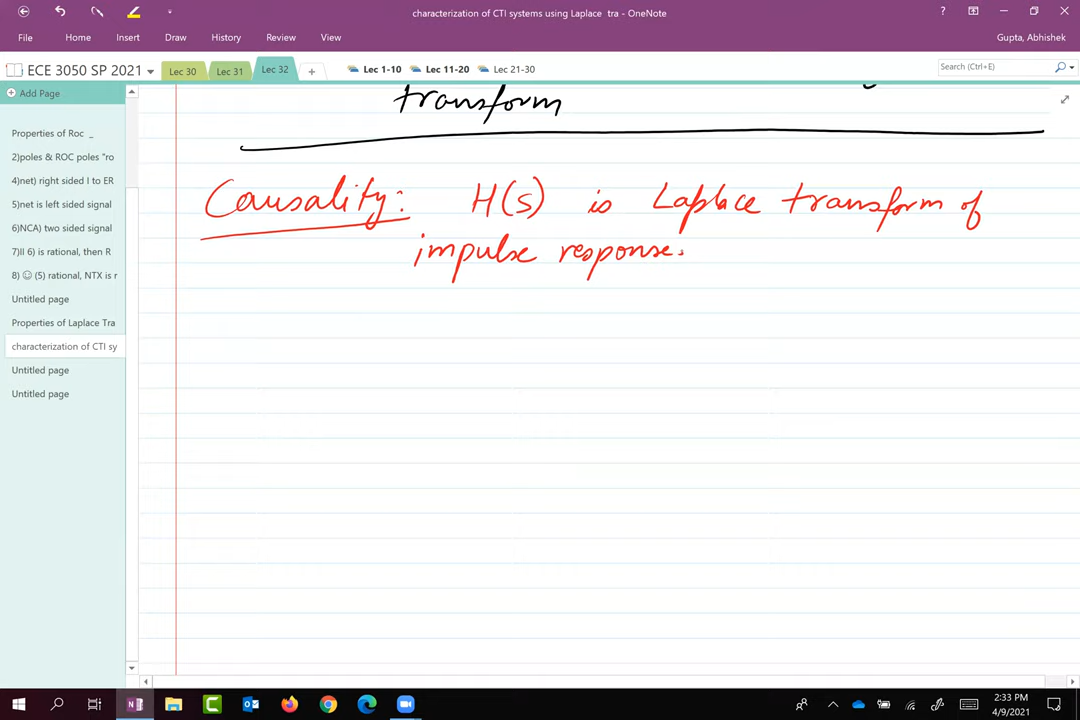 characterization of CTI systems using Laplace tra - OneNote
File Home Insert Draw History Review View
Gupta, Abhishek
ECE 3050 SP 2021
Lec 30 Lec 31 Lec 32 Lec 1-10 Lec 11-20 Lec 21-30
Search (Ctrl+E)
Add Page
Properties of Roc _
2)poles & ROC poles "ro
4)net) right sided I to ER
5)net is left sided signal
6)NCA) two sided signal
7)II 6) is rational, then R
8) ☺ (5) rational, NTX is r
Untitled page
Properties of Laplace Tra
characterization of CTI sy
Untitled page
Untitled page
transform
Causality: H(s) is Laplace transform of
impulse response.
2:33 PM
4/9/2021